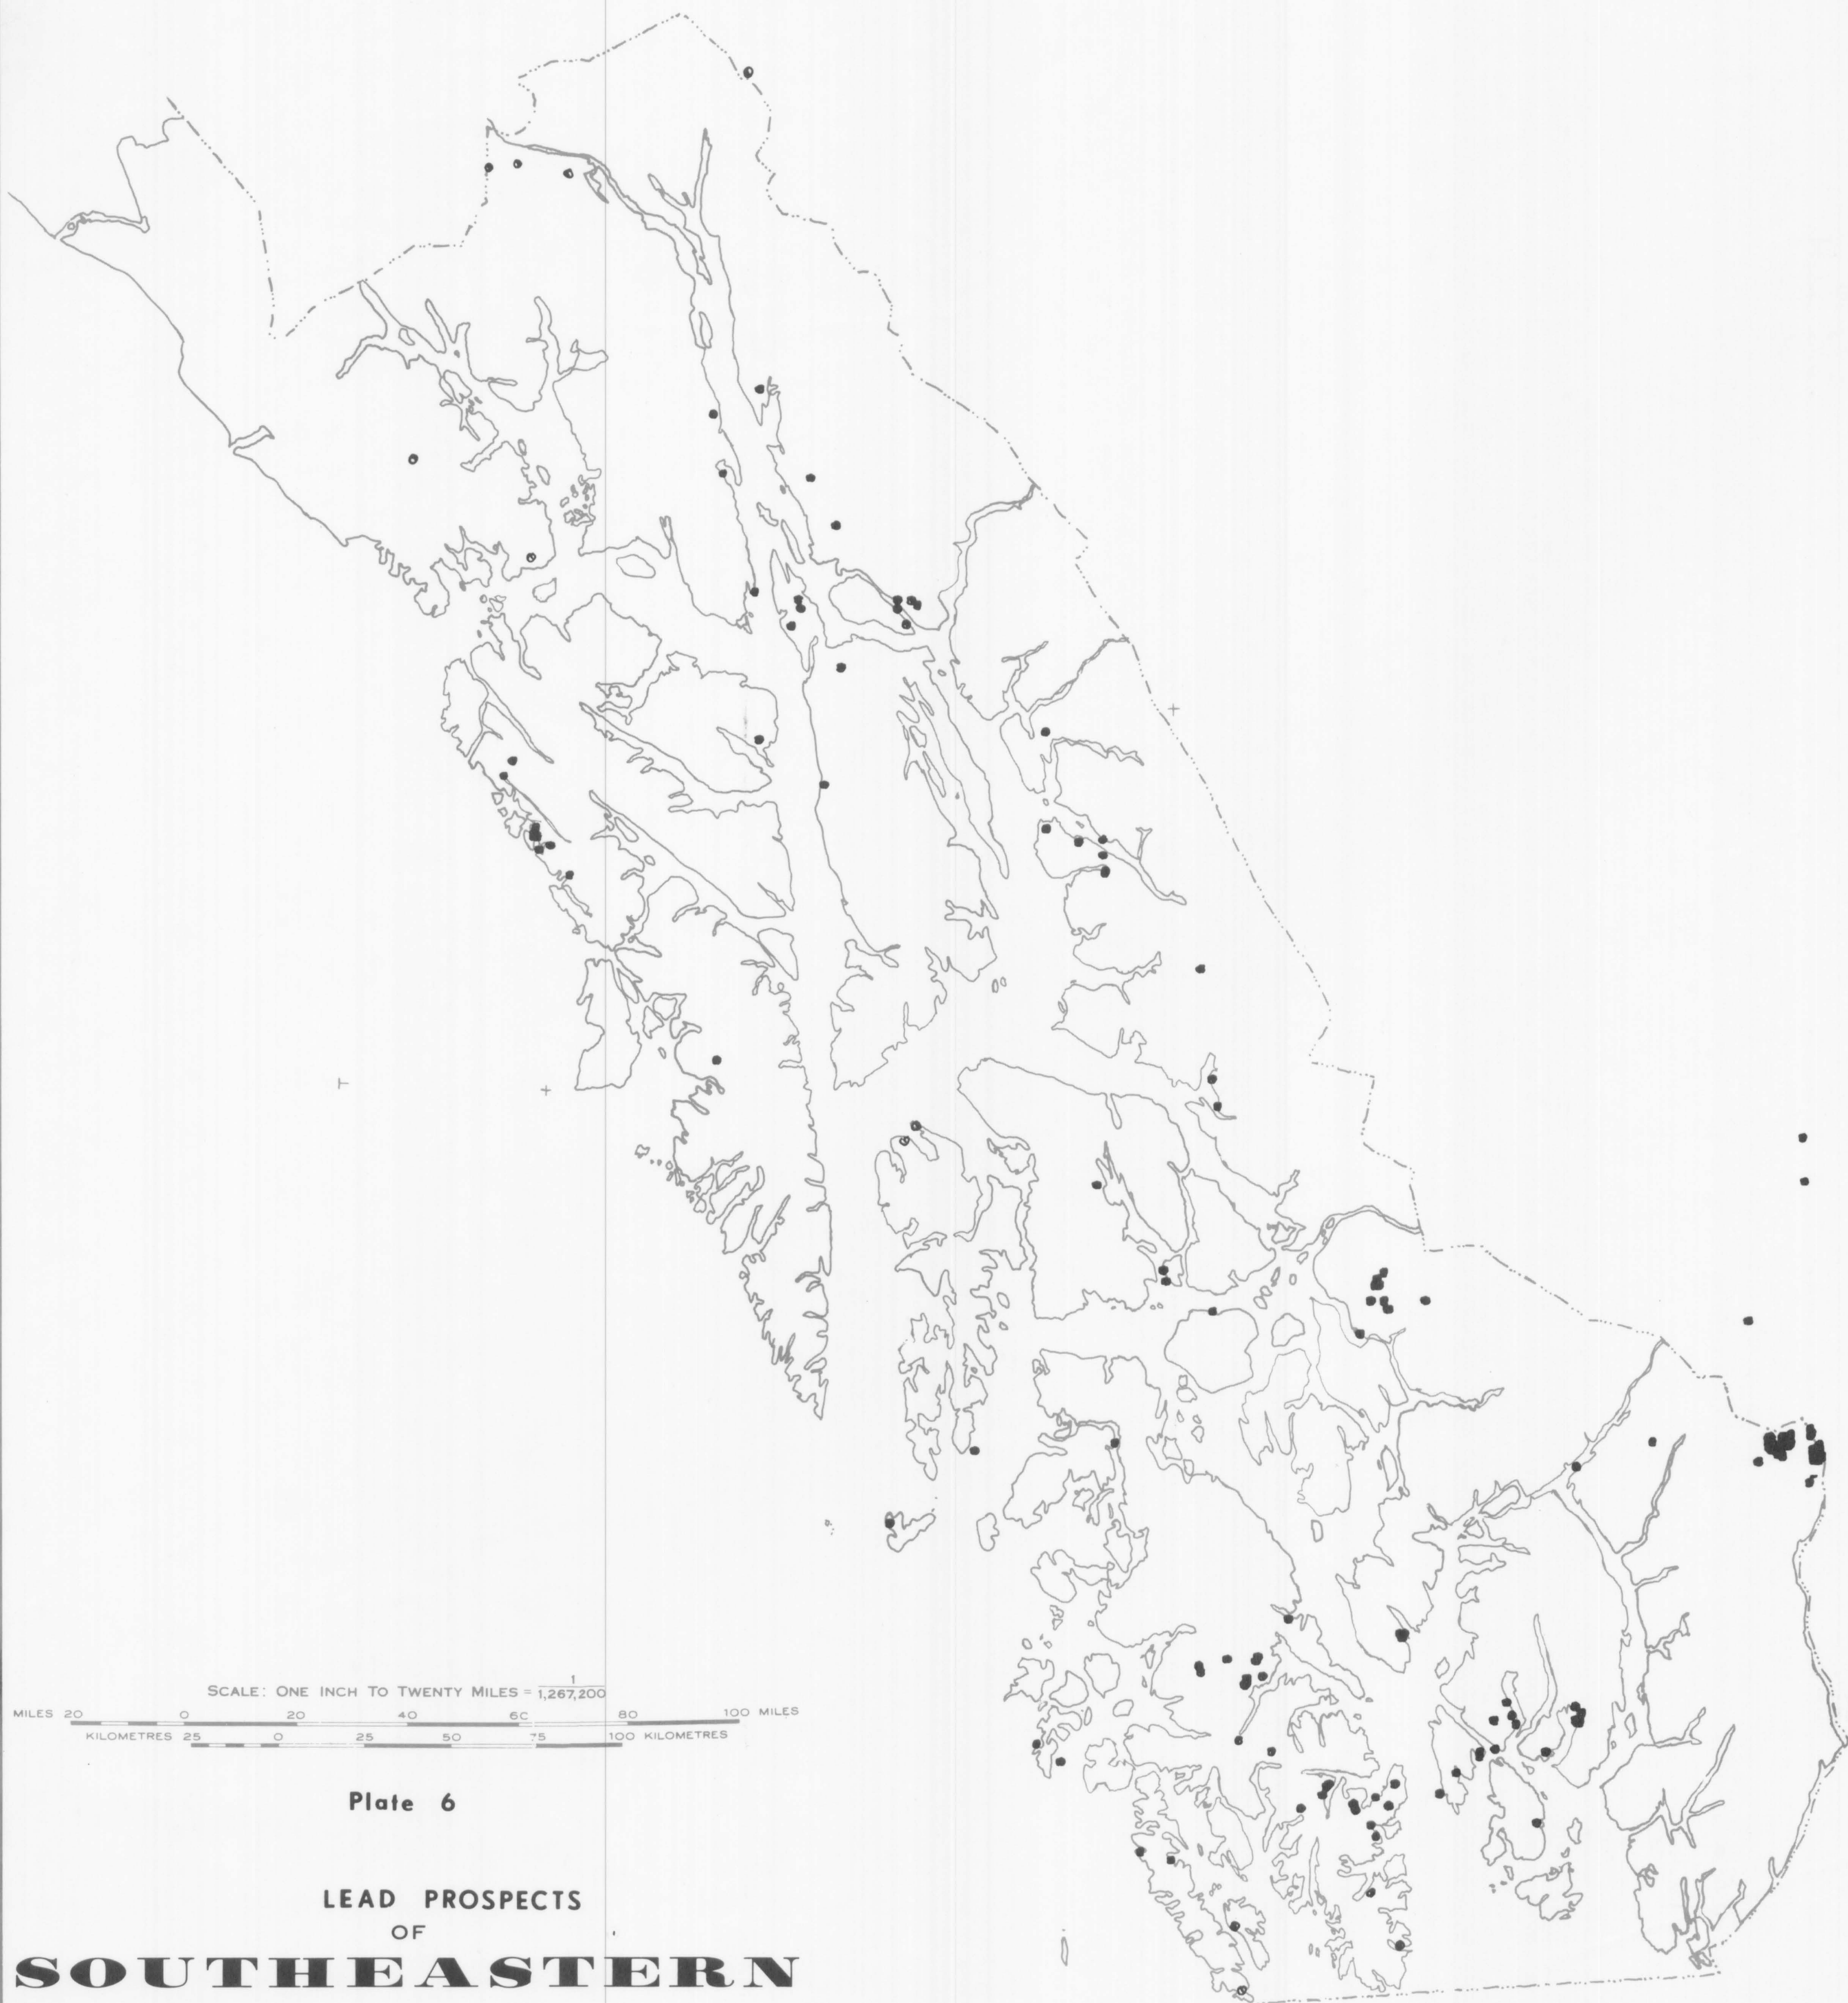 SCALE: ONE INCH TO TWENTY MILES = 1/1,267,200
MILES 20 0 20 40 60 80 100 MILES
KILOMETRES 25 0 25 50 75 100 KILOMETRES
Plate 6
LEAD PROSPECTS
OF
SOUTHEASTERN